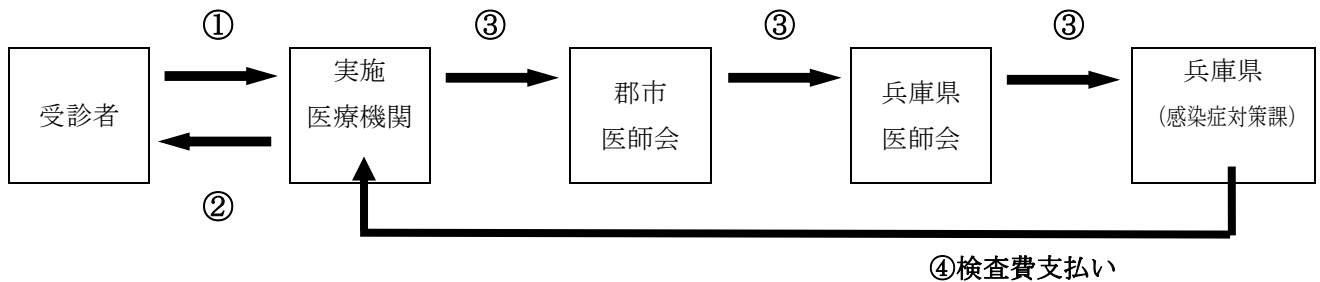 ①
③
③
③
受診者
実施
医療機関
郡市
医師会
兵庫県
医師会
兵庫県
（感染症対策課）
②
④検査費支払い